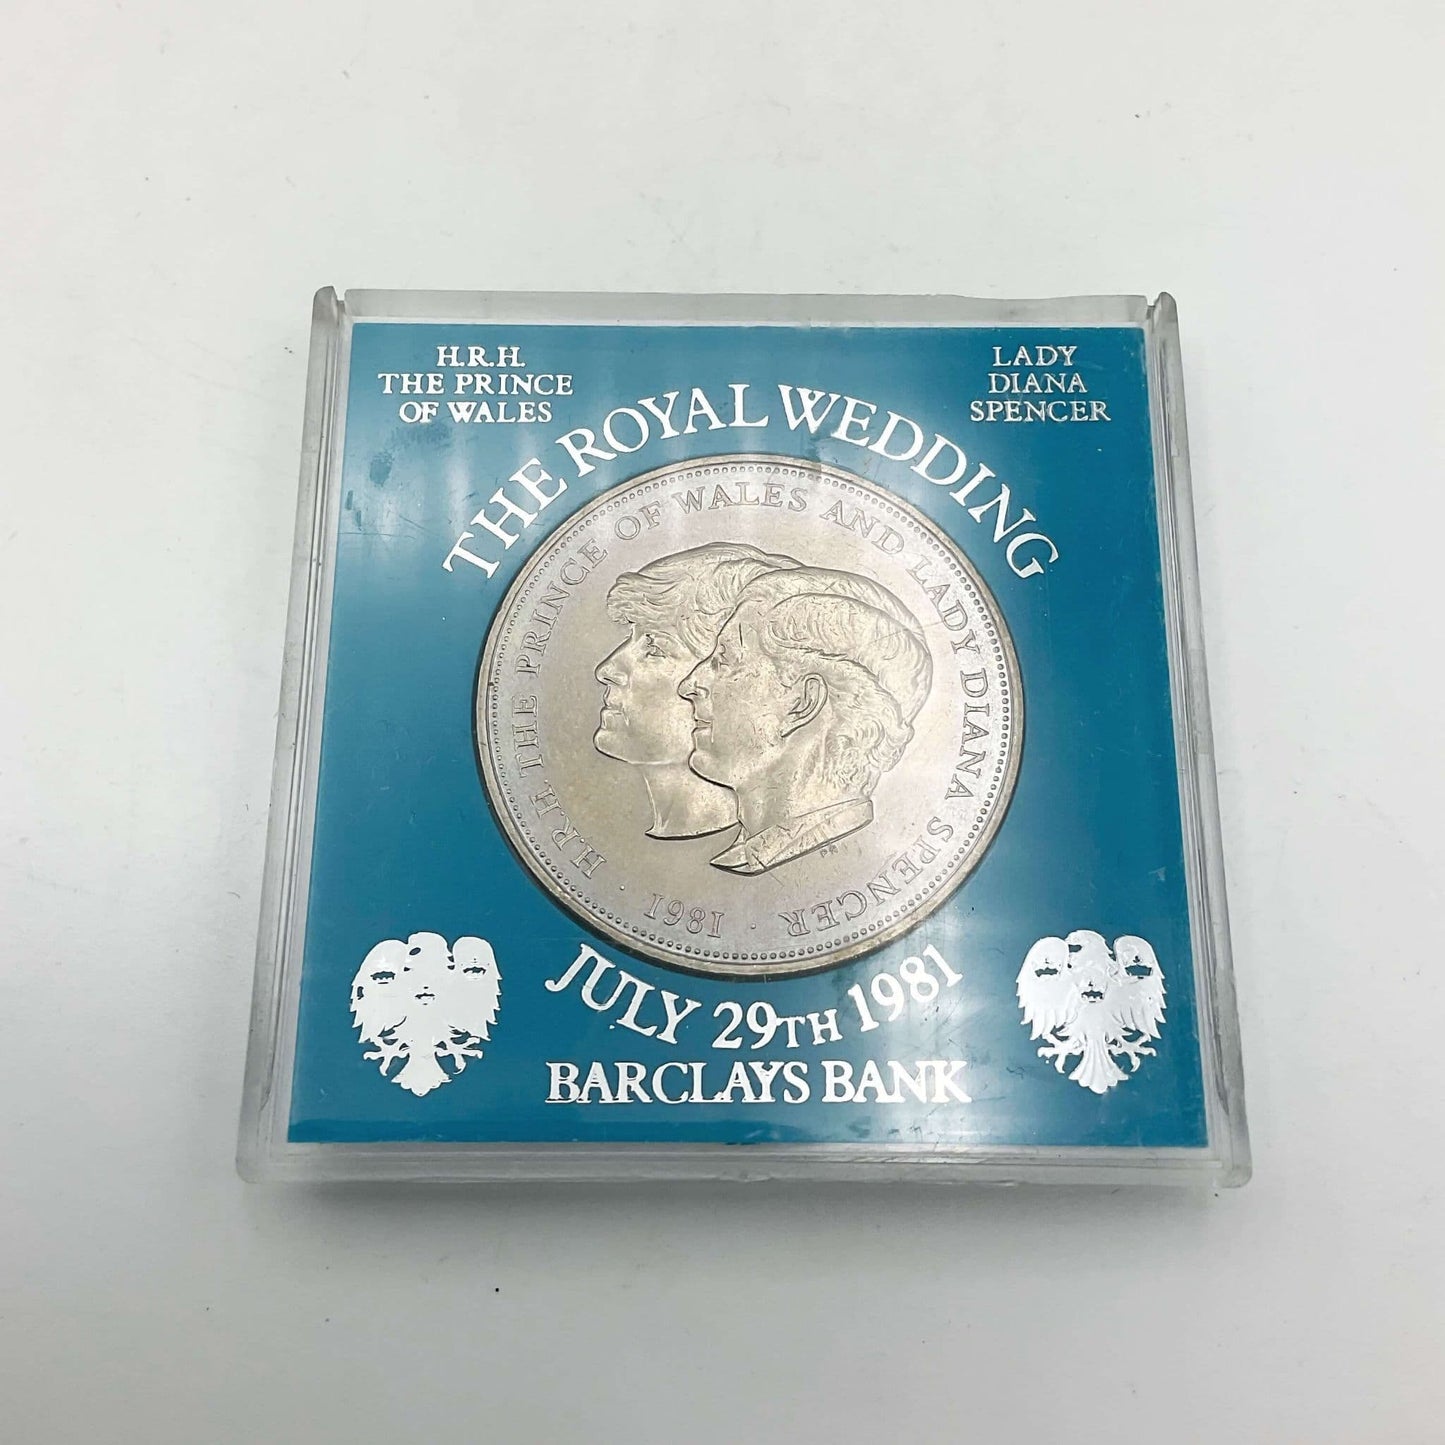 H.R.H.
THE PRINCE
OF WALES
LADY
DIANA
SPENCER
THE ROYAL WEDDING
H.R.H. THE PRINCE OF WALES AND LADY DIANA SPENCER
· 1981 ·
PN
JULY 29TH 1981
BARCLAYS BANK